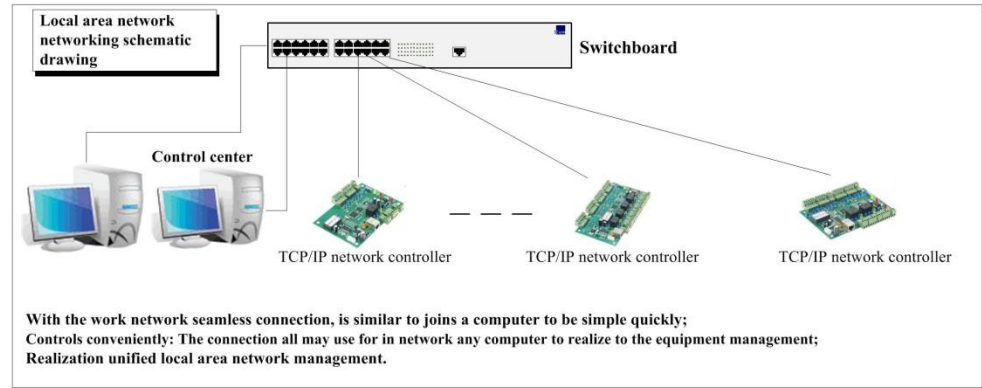 Local area network
networking schematic
drawing
Switchboard
Control center
TCP/IP network controller
TCP/IP network controller
TCP/IP network controller
With the work network seamless connection, is similar to joins a computer to be simple quickly;
Controls conveniently: The connection all may use for in network any computer to realize to the equipment management;
Realization unified local area network management.